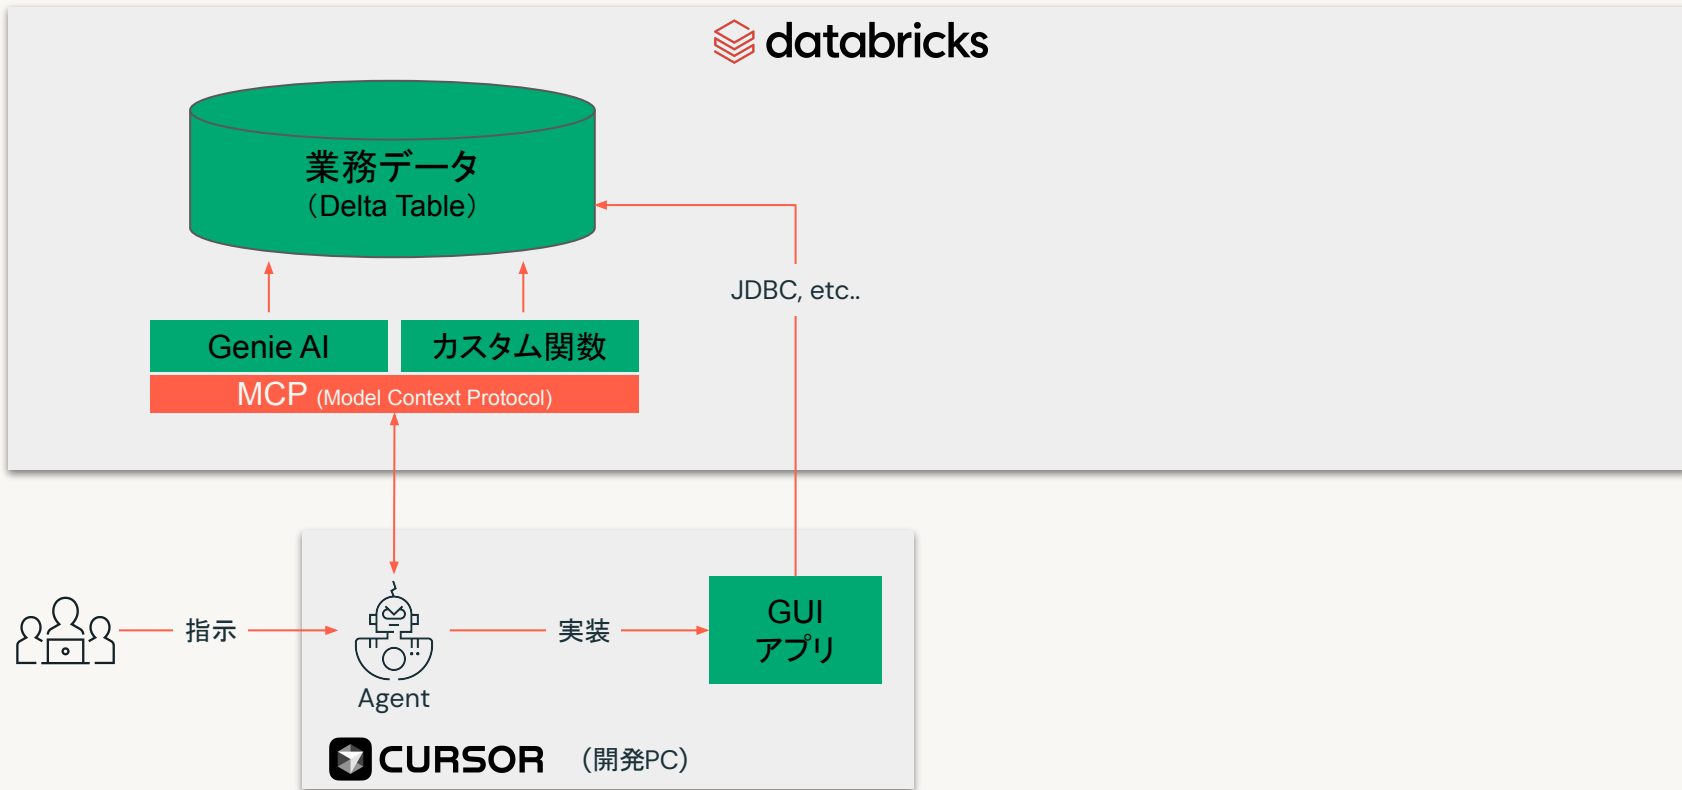 databricks
業務データ
（Delta Table）
JDBC, etc..
Genie AI
カスタム関数
MCP (Model Context Protocol)
指示
実装
GUI
アプリ
Agent
CURSOR
(開発PC)